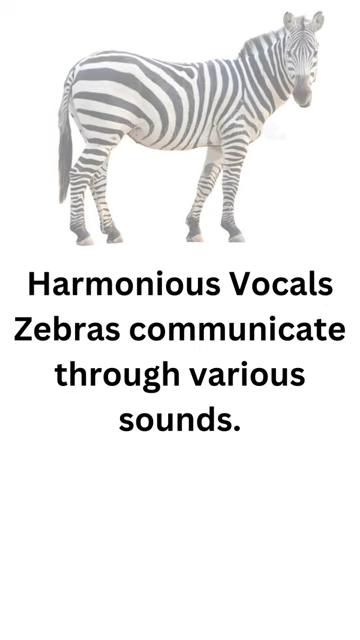 Harmonious Vocals
Zebras communicate
through various
sounds.